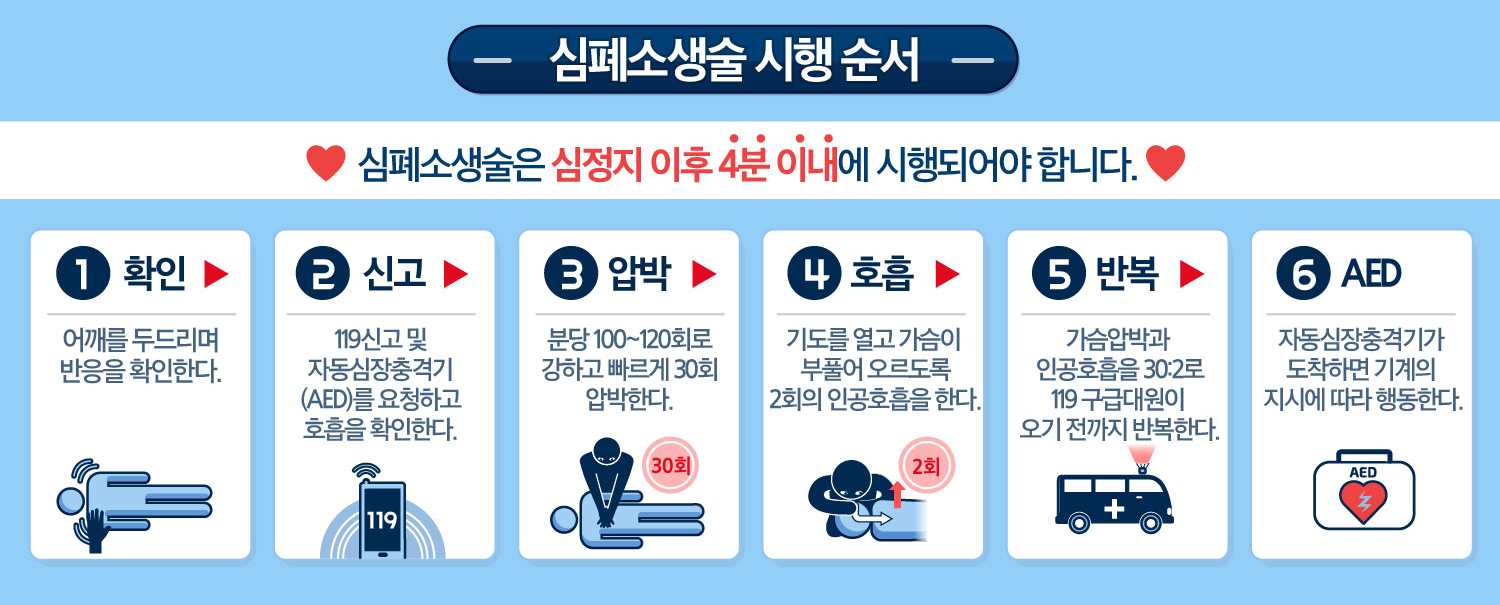 심폐소생술 시행 순서
심폐소생술은 심정지 이후 4분 이내에 시행되어야 합니다.
1 확인
어깨를 두드리며
반응을 확인한다.
2 신고
119신고 및
자동심장충격기
(AED)를 요청하고
호흡을 확인한다.
119
3 압박
분당 100~120회로
강하고 빠르게 30회
압박한다.
30회
4 호흡
기도를 열고 가슴이
부풀어 오르도록
2회의 인공호흡을 한다.
2회
5 반복
가슴압박과
인공호흡을 30:2로
119 구급대원이
오기 전까지 반복한다.
6 AED
자동심장충격기가
도착하면 기계의
지시에 따라 행동한다.
AED